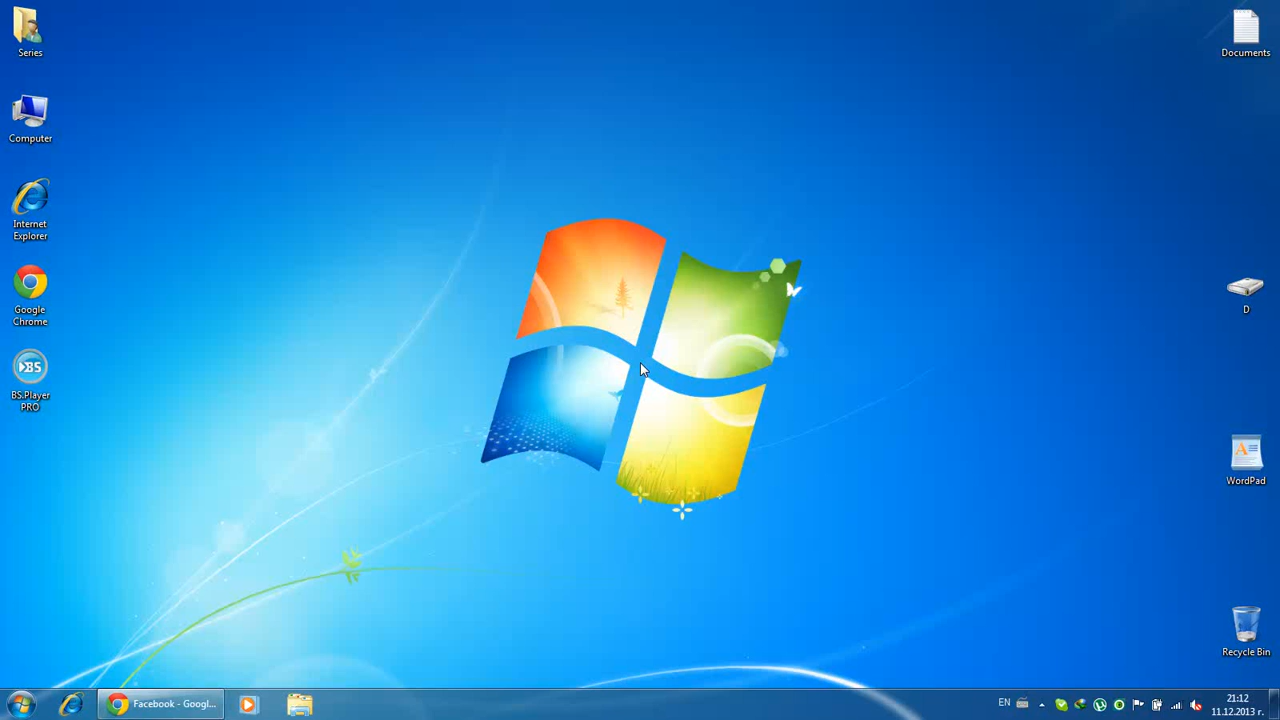 Series
Documents
Computer
Internet
Explorer
Google
Chrome
D
BS
BS.Player
PRO
WordPad
Recycle Bin
Facebook - Googl...
EN
21:12
11.12.2013 г.